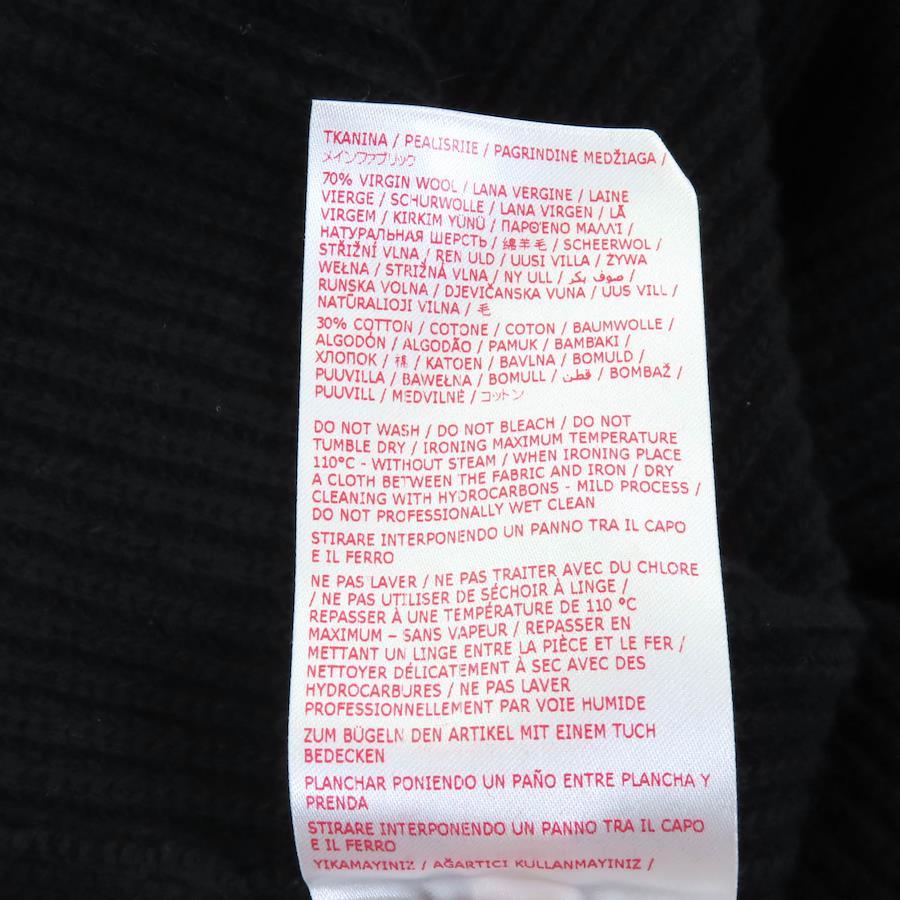 TKANINA / PEALISRIIE / PAGRINDINĖ MEDŽIAGA /
メインファブリック
70% VIRGIN WOOL / LANA VERGINE / LAINE
VIERGE / SCHURWOLLE / LANA VIRGEN / LÃ
VIRGEM / KIRKIM YÜNÜ / ΠΑΡΘΕΝΟ ΜΑΛΛΊ /
НАТУРАЛЬНАЯ ШЕРСТЬ / 绵羊毛 / SCHEERWOL /
STŘIŽNÍ VLNA / REN ULD / UUSI VILLA / ŻYWA
WEŁNA / STRIŽNÁ VLNA / NY ULL / صوف بكر /
RUNSKA VOLNA / DJEVIČANSKA VUNA / UUS VILL /
NATŪRALIOJI VILNA / 毛
30% COTTON / COTONE / COTON / BAUMWOLLE /
ALGODÓN / ALGODÃO / PAMUK / ΒΑΜΒΑΚΙ /
ХЛОПОК / 棉 / KATOEN / BAVLNA / BOMULD /
PUUVILLA / BAWEŁNA / BOMULL / قطن / BOMBAŽ /
PUUVILL / MEDVILNĖ / コットン
DO NOT WASH / DO NOT BLEACH / DO NOT
TUMBLE DRY / IRONING MAXIMUM TEMPERATURE
110°C - WITHOUT STEAM / WHEN IRONING PLACE
A CLOTH BETWEEN THE FABRIC AND IRON / DRY
CLEANING WITH HYDROCARBONS - MILD PROCESS /
DO NOT PROFESSIONALLY WET CLEAN
STIRARE INTERPONENDO UN PANNO TRA IL CAPO
E IL FERRO
NE PAS LAVER / NE PAS TRAITER AVEC DU CHLORE
/ NE PAS UTILISER DE SÉCHOIR À LINGE /
REPASSER À UNE TEMPÉRATURE DE 110 °C
MAXIMUM – SANS VAPEUR / REPASSER EN
METTANT UN LINGE ENTRE LA PIÈCE ET LE FER /
NETTOYER DÉLICATEMENT À SEC AVEC DES
HYDROCARBURES / NE PAS LAVER
PROFESSIONNELLEMENT PAR VOIE HUMIDE
ZUM BÜGELN DEN ARTIKEL MIT EINEM TUCH
BEDECKEN
PLANCHAR PONIENDO UN PAÑO ENTRE PLANCHA Y
PRENDA
STIRARE INTERPONENDO UN PANNO TRA IL CAPO
E IL FERRO
YIKAMAYINIZ / AĞARTICI KULLANMAYINIZ /